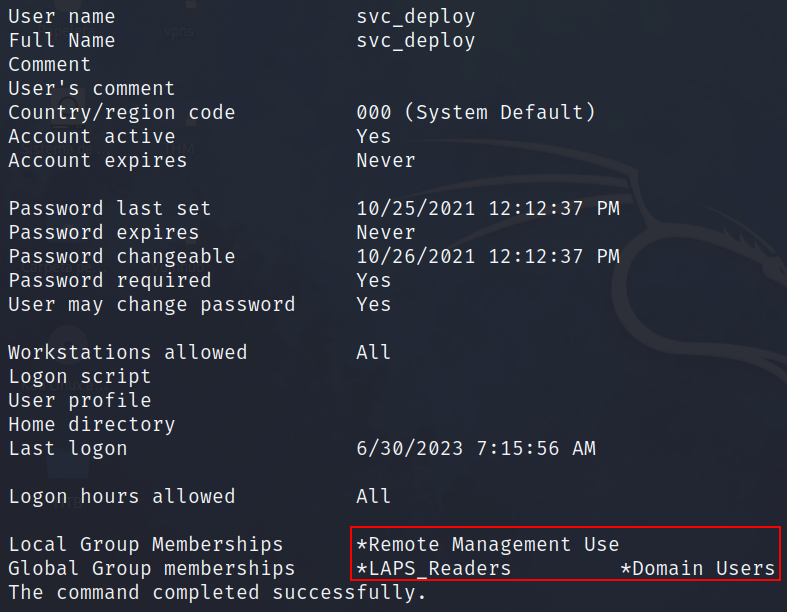 User name                    svc_deploy
Full Name                    svc_deploy
Comment
User's comment
Country/region code          000 (System Default)
Account active               Yes
Account expires              Never
Password last set            10/25/2021 12:12:37 PM
Password expires             Never
Password changeable          10/26/2021 12:12:37 PM
Password required            Yes
User may change password     Yes
Workstations allowed         All
Logon script
User profile
Home directory
Last logon                   6/30/2023 7:15:56 AM
Logon hours allowed          All
Local Group Memberships      *Remote Management Use
Global Group memberships     *LAPS_Readers         *Domain Users
The command completed successfully.